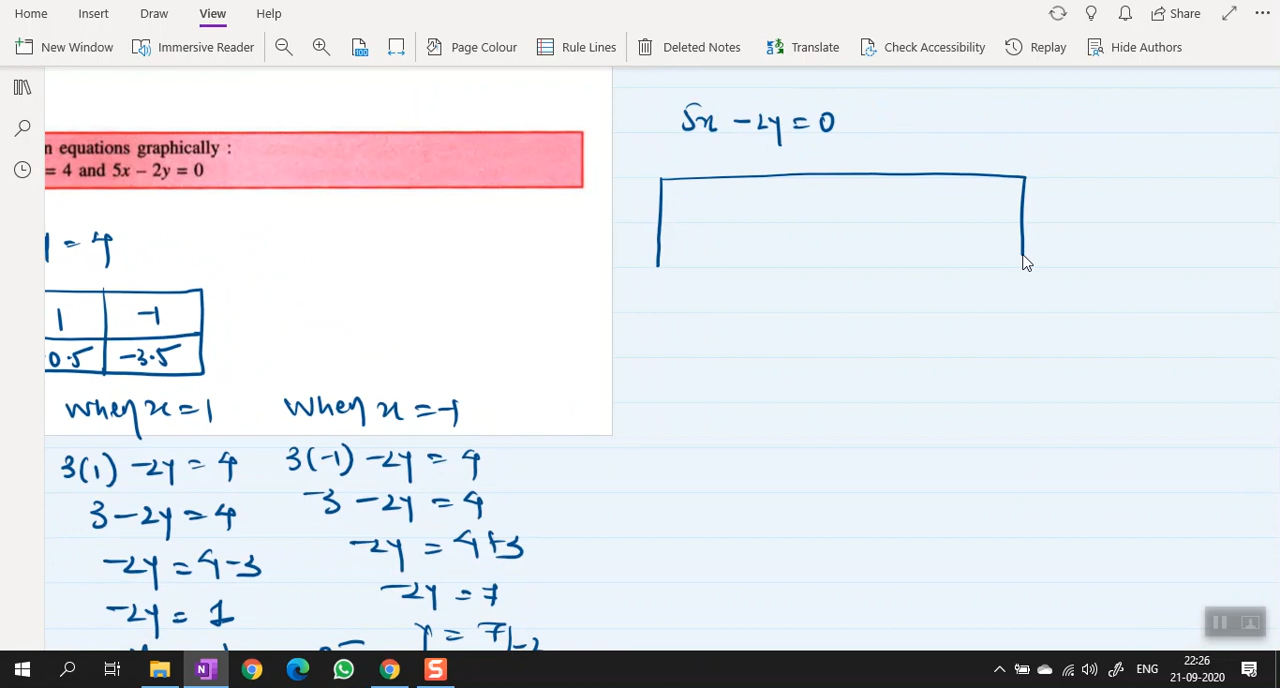 Home Insert Draw View Help Share
New Window Immersive Reader Page Colour Rule Lines Deleted Notes Translate Check Accessibility Replay Hide Authors
n equations graphically :
= 4 and 5x − 2y = 0
= 4
1 -1
0.5 -3.5
when x = 1
3(1) -2y = 4
3 - 2y = 4
-2y = 4-3
-2y = 1
when x = -1
3(-1) -2y = 4
-3 -2y = 4
-2y = 4+3
-2y = 7
y = 7/-2
5x - 2y = 0
S
ENG
22:26
21-09-2020